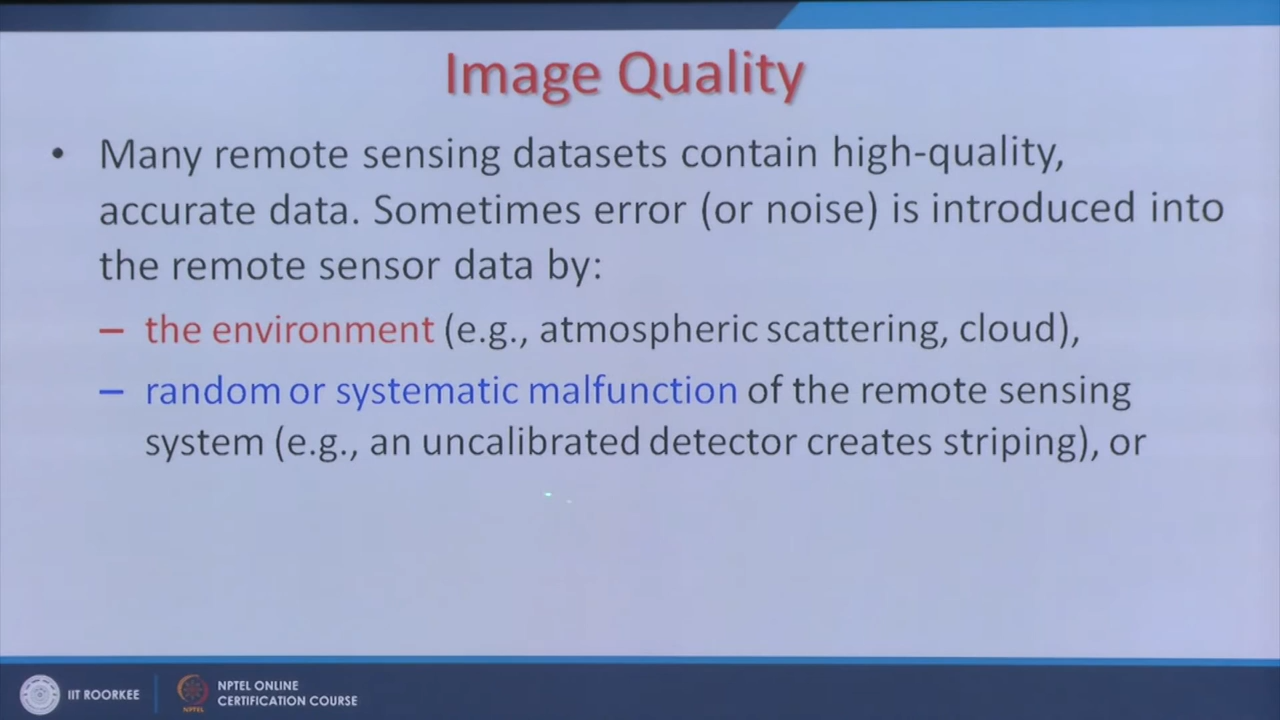 Image Quality
• Many remote sensing datasets contain high-quality,
accurate data. Sometimes error (or noise) is introduced into
the remote sensor data by:
– the environment (e.g., atmospheric scattering, cloud),
– random or systematic malfunction of the remote sensing
system (e.g., an uncalibrated detector creates striping), or
IIT ROORKEE
NPTEL ONLINE
CERTIFICATION COURSE
NPTEL